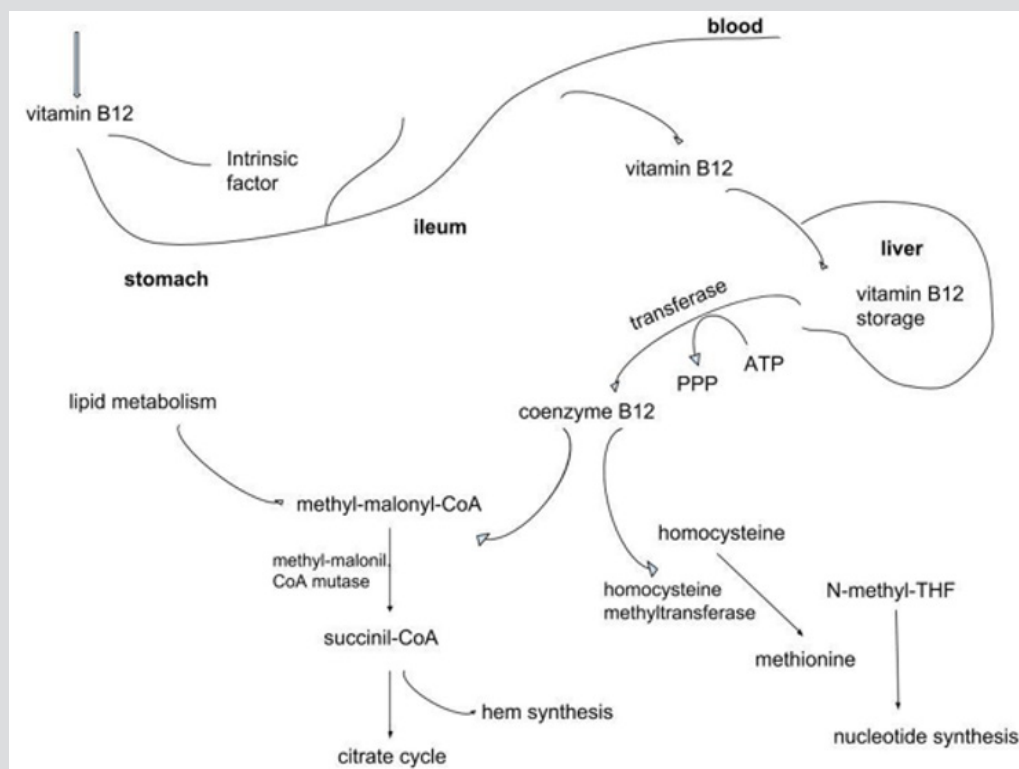 blood
vitamin B12
Intrinsic
factor
vitamin B12
ileum
stomach
liver
vitamin B12
storage
transferase
ATP
PPP
lipid metabolism
coenzyme B12
methyl-malonyl-CoA
homocysteine
methyl-malonil.
CoA mutase
homocysteine
methyltransferase
N-methyl-THF
succinil-CoA
methionine
hem synthesis
nucleotide synthesis
citrate cycle